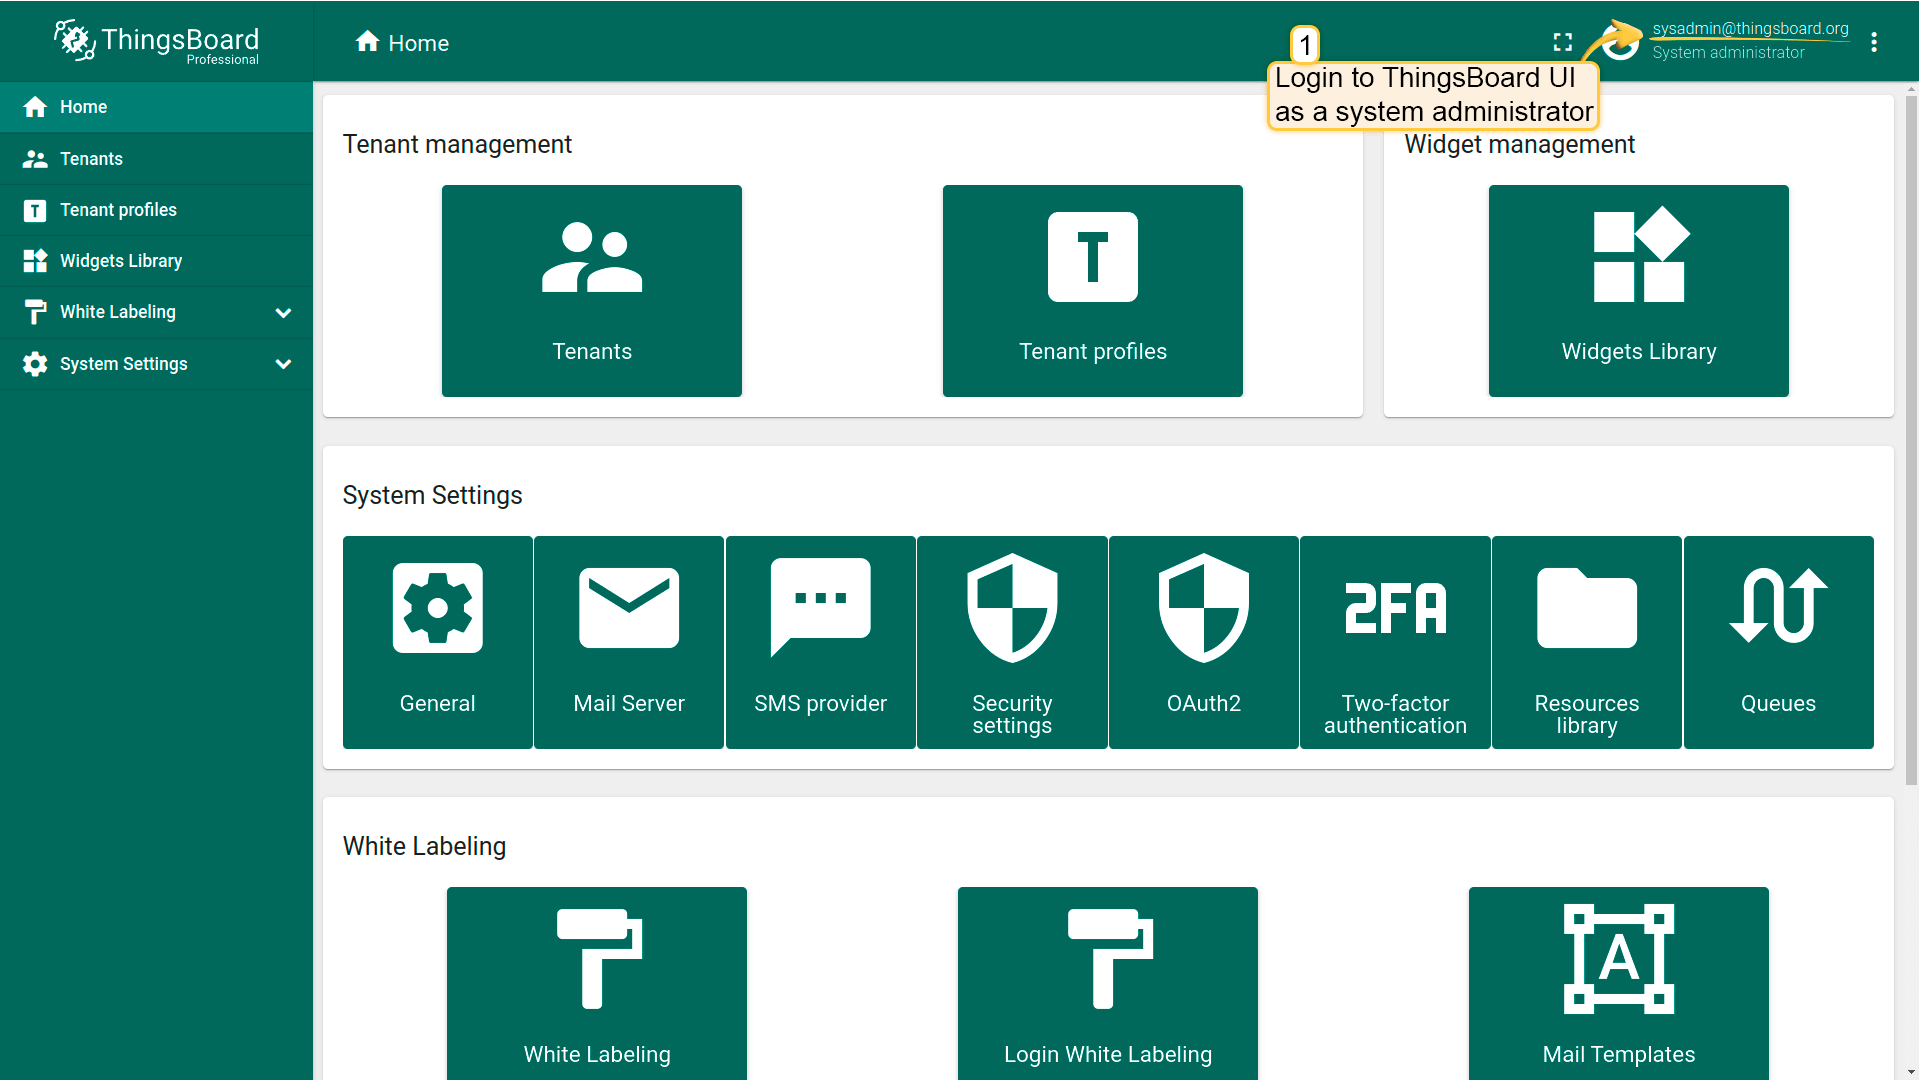 ThingsBoard
Professional
Home
1
Login to ThingsBoard UI
as a system administrator
sysadmin@thingsboard.org
System administrator
Home
Tenants
T
Tenant profiles
Widgets Library
White Labeling
System Settings
Tenant management
Tenants
T
Tenant profiles
Widget management
Widgets Library
System Settings
General
Mail Server
SMS provider
Security
settings
OAuth2
2FA
Two-factor
authentication
Resources
library
Queues
White Labeling
White Labeling
Login White Labeling
A
Mail Templates